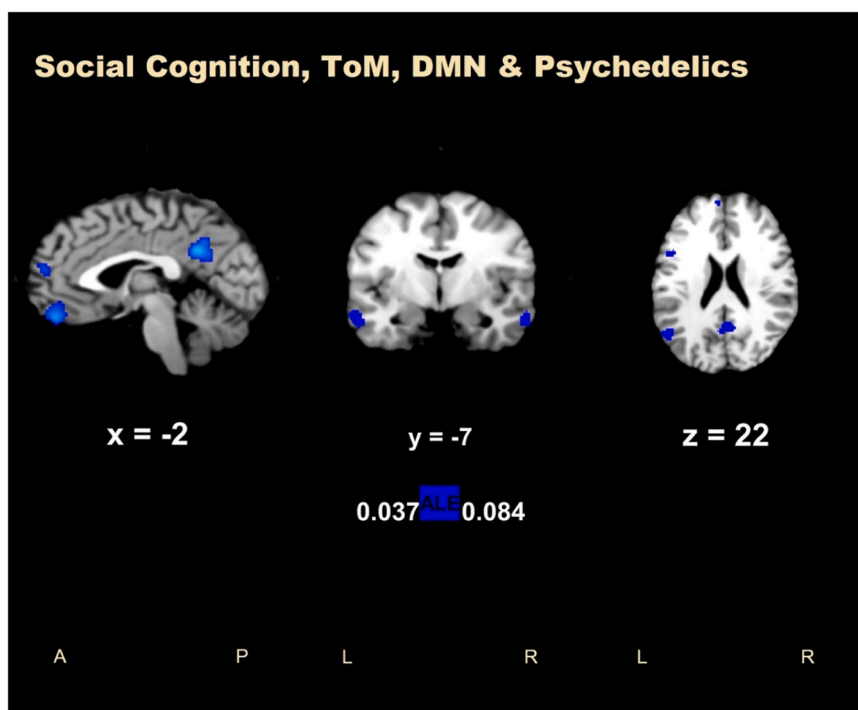 Social Cognition, ToM, DMN & Psychedelics
x = -2 y = -7 z = 22
0.037 ALE 0.084
A P L R L R